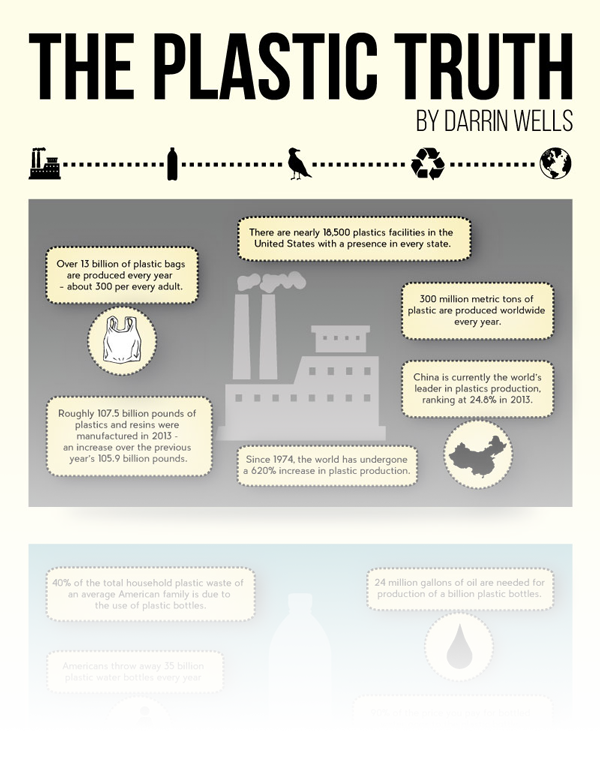 THE PLASTIC TRUTH
BY DARRIN WELLS
There are nearly 18,500 plastics facilities in the
United States with a presence in every state.
Over 13 billion of plastic bags
are produced every year
- about 300 per every adult.
300 million metric tons of
plastic are produced worldwide
every year.
China is currently the world's
leader in plastics production,
ranking at 24.8% in 2013.
Roughly 107.5 billion pounds of
plastics and resins were
manufactured in 2013 -
an increase over the previous
year's 105.9 billion pounds.
Since 1974, the world has undergone
a 620% increase in plastic production.
40% of the total household plastic waste of
an average American family is due to
the use of plastic bottles.
24 million gallons of oil are needed for
production of a billion plastic bottles.
Americans throw away 35 billion
plastic water bottles every year